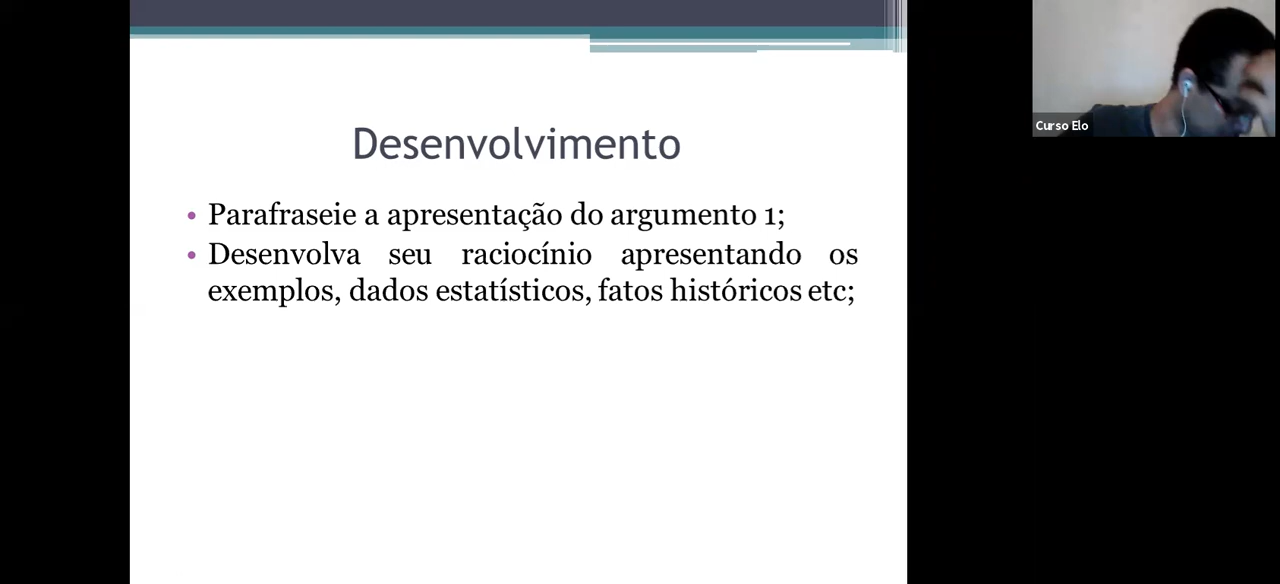 Desenvolvimento
• Parafraseie a apresentação do argumento 1;
• Desenvolva seu raciocínio apresentando os
exemplos, dados estatísticos, fatos históricos etc;
Curso Elo